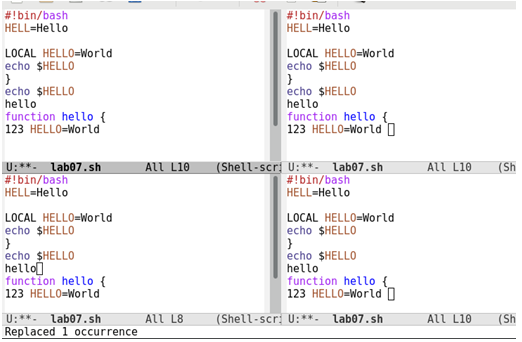 #!bin/bash
HELL=Hello
LOCAL HELLO=World
echo $HELLO
}
echo $HELLO
hello
function hello {
123 HELLO=World
U:**-  lab07.sh       All L10    (Shell-scri
#!bin/bash
HELL=Hello
LOCAL HELLO=World
echo $HELLO
}
echo $HELLO
hello
function hello {
123 HELLO=World
U:**-  lab07.sh       All L10    (Sh
#!bin/bash
HELL=Hello
LOCAL HELLO=World
echo $HELLO
}
echo $HELLO
hello
function hello {
123 HELLO=World
U:**-  lab07.sh       All L8     (Shell-scri
#!bin/bash
HELL=Hello
LOCAL HELLO=World
echo $HELLO
}
echo $HELLO
hello
function hello {
123 HELLO=World
U:**-  lab07.sh       All L10    (Sh
Replaced 1 occurrence